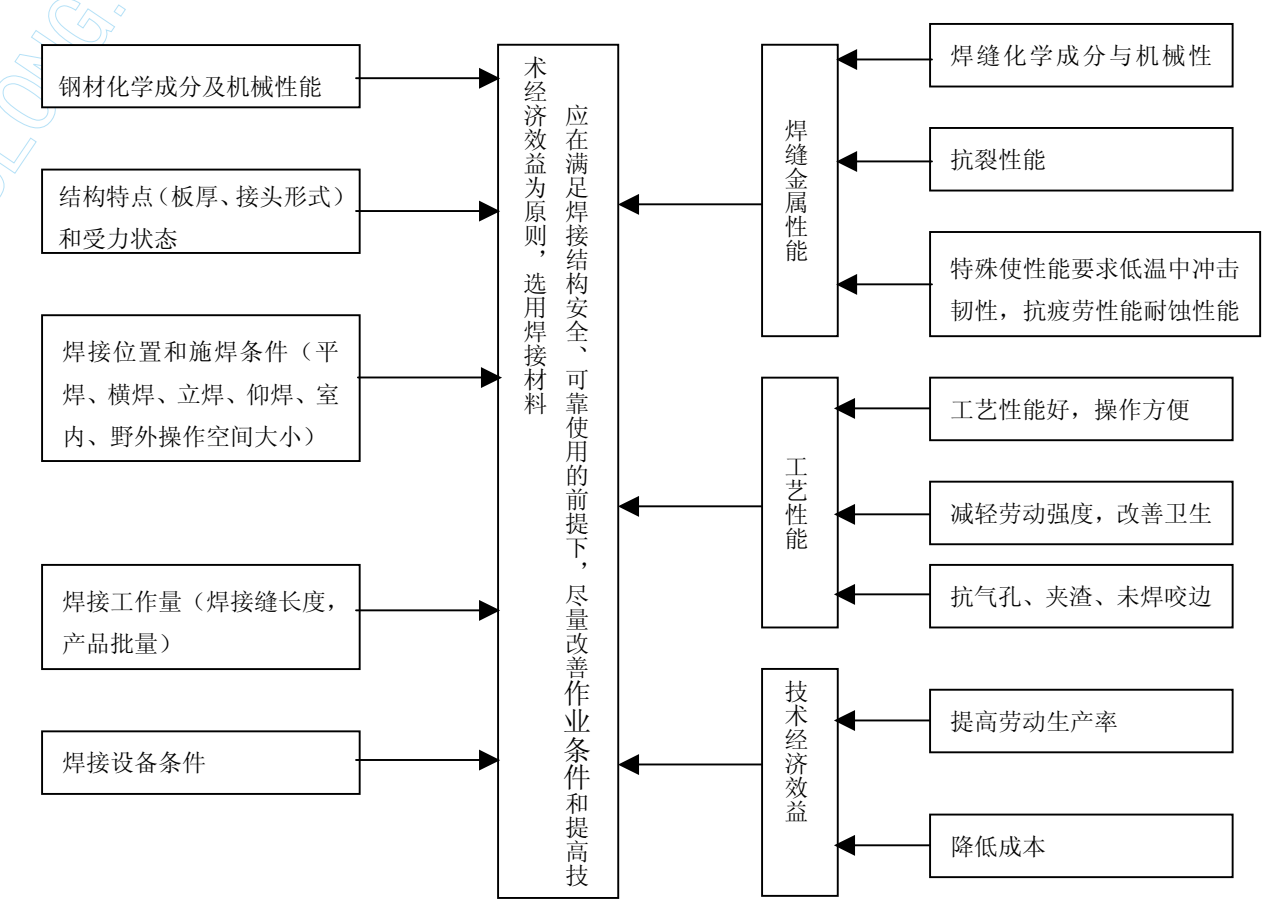 钢材化学成分及机械性能
结构特点（板厚、接头形式）
和受力状态
焊接位置和施焊条件（平
焊、横焊、立焊、仰焊、室
内、野外操作空间大小）
焊接工作量（焊接缝长度，
产品批量）
焊接设备条件
应在满足焊接结构安全、可靠使用的前提下，尽量改善作业条件和提高技
术经济效益为原则，选用焊接材料
焊缝金属性能
工艺性能
技术经济效益
焊缝化学成分与机械性
抗裂性能
特殊使性能要求低温中冲击
韧性，抗疲劳性能耐蚀性能
工艺性能好，操作方便
减轻劳动强度，改善卫生
抗气孔、夹渣、未焊咬边
提高劳动生产率
降低成本
LONG.